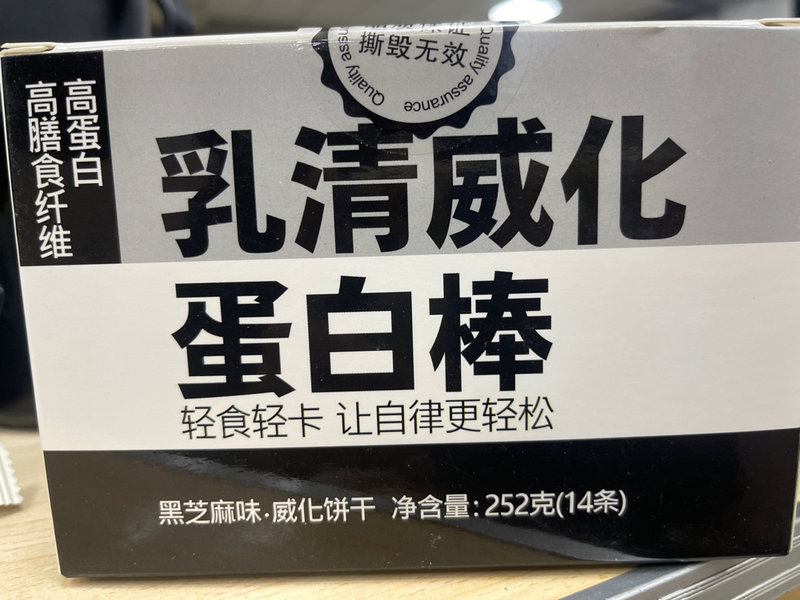 撕毁无效
Quality assurance
高蛋白
高膳食纤维
乳清威化
蛋白棒
轻食轻卡 让自律更轻松
黑芝麻味·威化饼干 净含量:252克(14条)